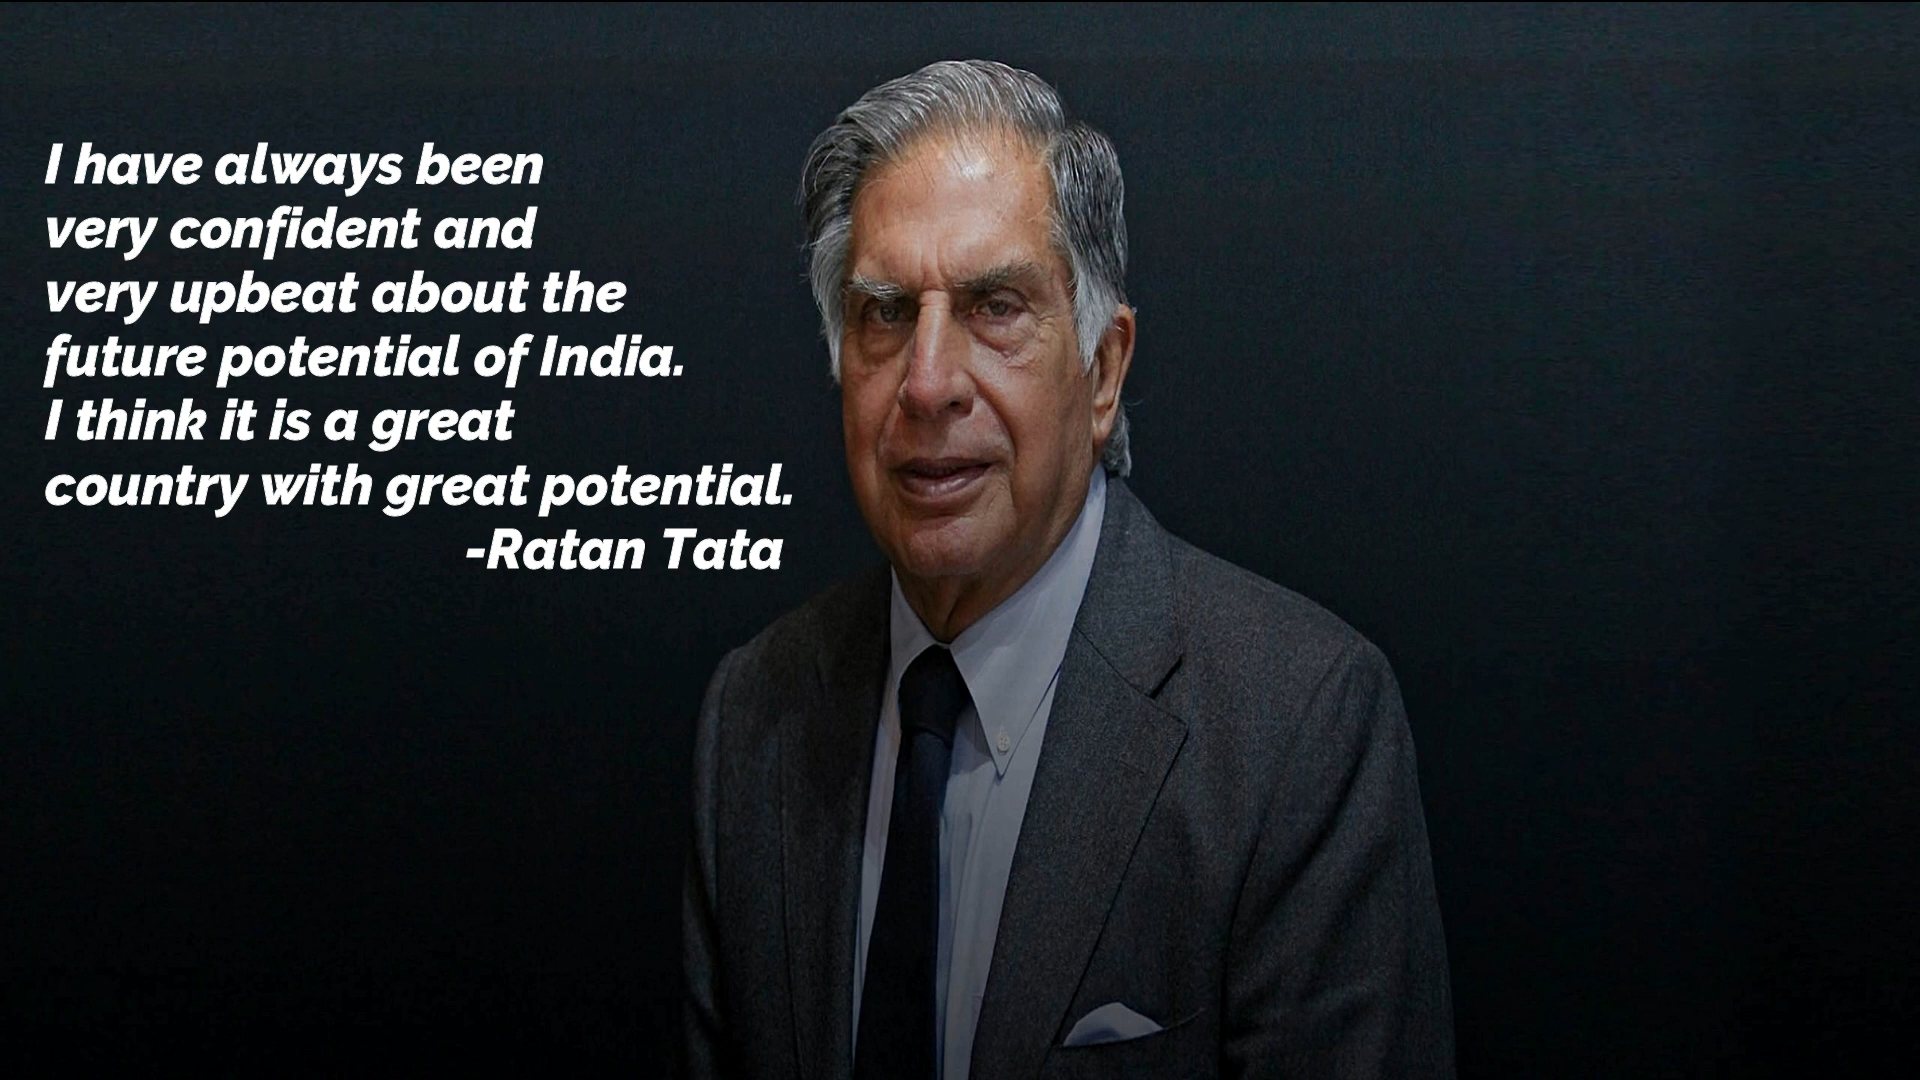 I have always been
very confident and
very upbeat about the
future potential of India.
I think it is a great
country with great potential.
-Ratan Tata